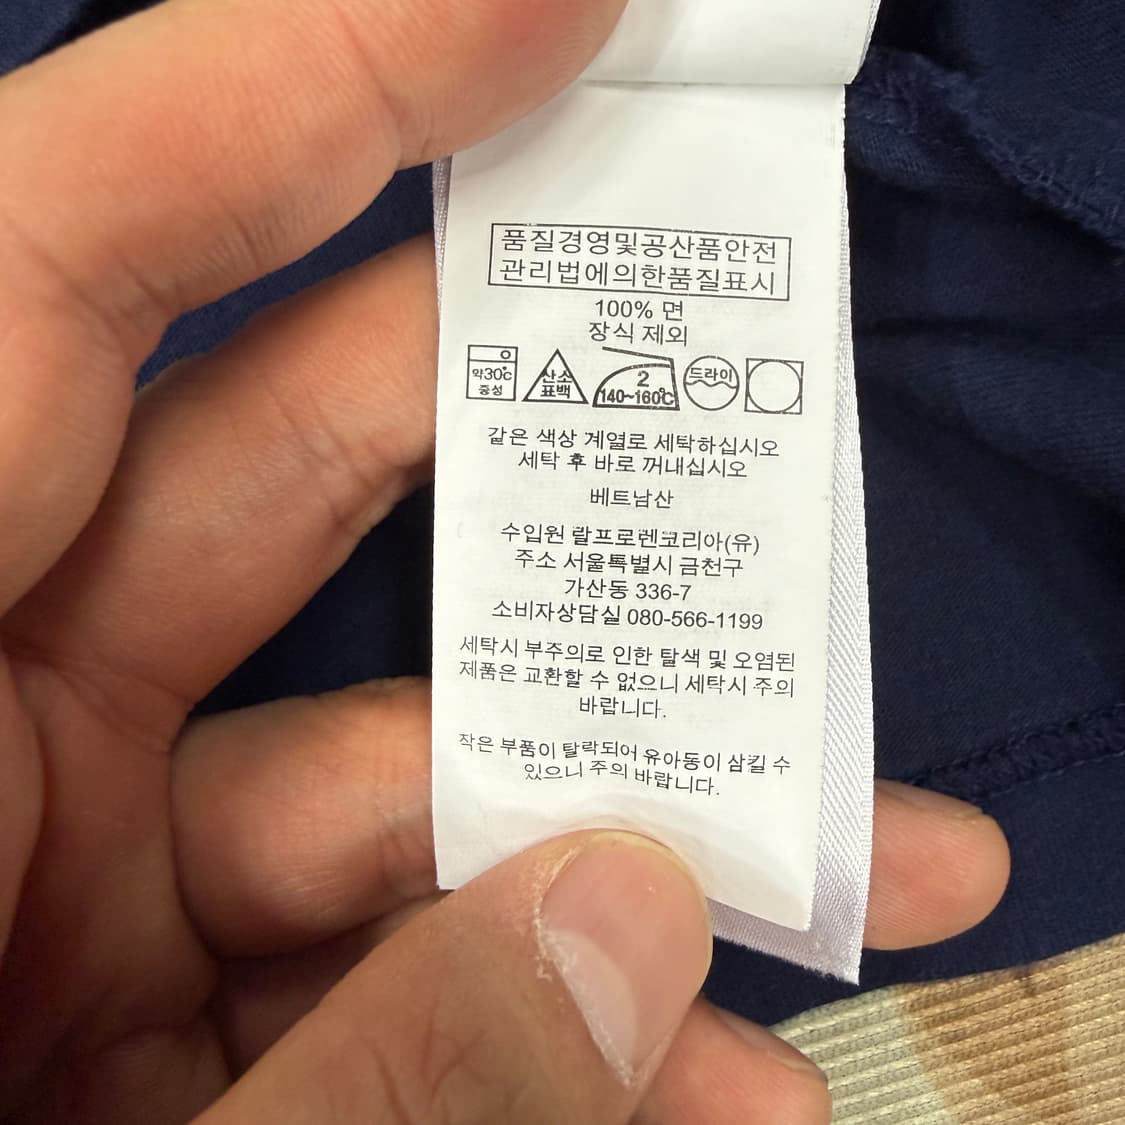 품질경영및공산품안전
관리법에의한품질표시
100% 면
장식 제외
약30℃
중성
산소
표백
2
140~160℃
드라이
같은 색상 계열로 세탁하십시오
세탁 후 바로 꺼내십시오
베트남산
수입원 랄프로렌코리아(유)
주소 서울특별시 금천구
가산동 336-7
소비자상담실 080-566-1199
세탁시 부주의로 인한 탈색 및 오염된
제품은 교환할 수 없으니 세탁시 주의
바랍니다.
작은 부품이 탈락되어 유아동이 삼킬 수
있으니 주의 바랍니다.